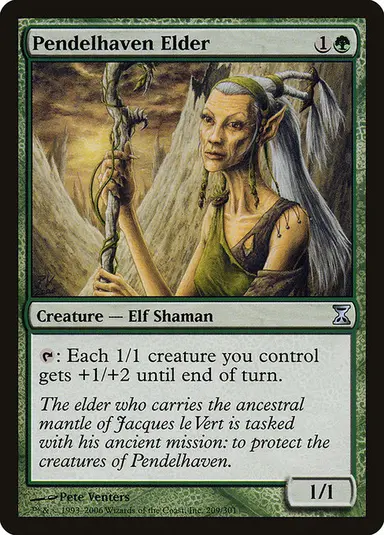 Pendelhaven Elder 1
Creature — Elf Shaman
: Each 1/1 creature you control
gets +1/+2 until end of turn.
The elder who carries the ancestral
mantle of Jacques le Vert is tasked
with his ancient mission: to protect the
creatures of Pendelhaven.
Pete Venters
1/1
™ & © 1993–2006 Wizards of the Coast, Inc. 209/301